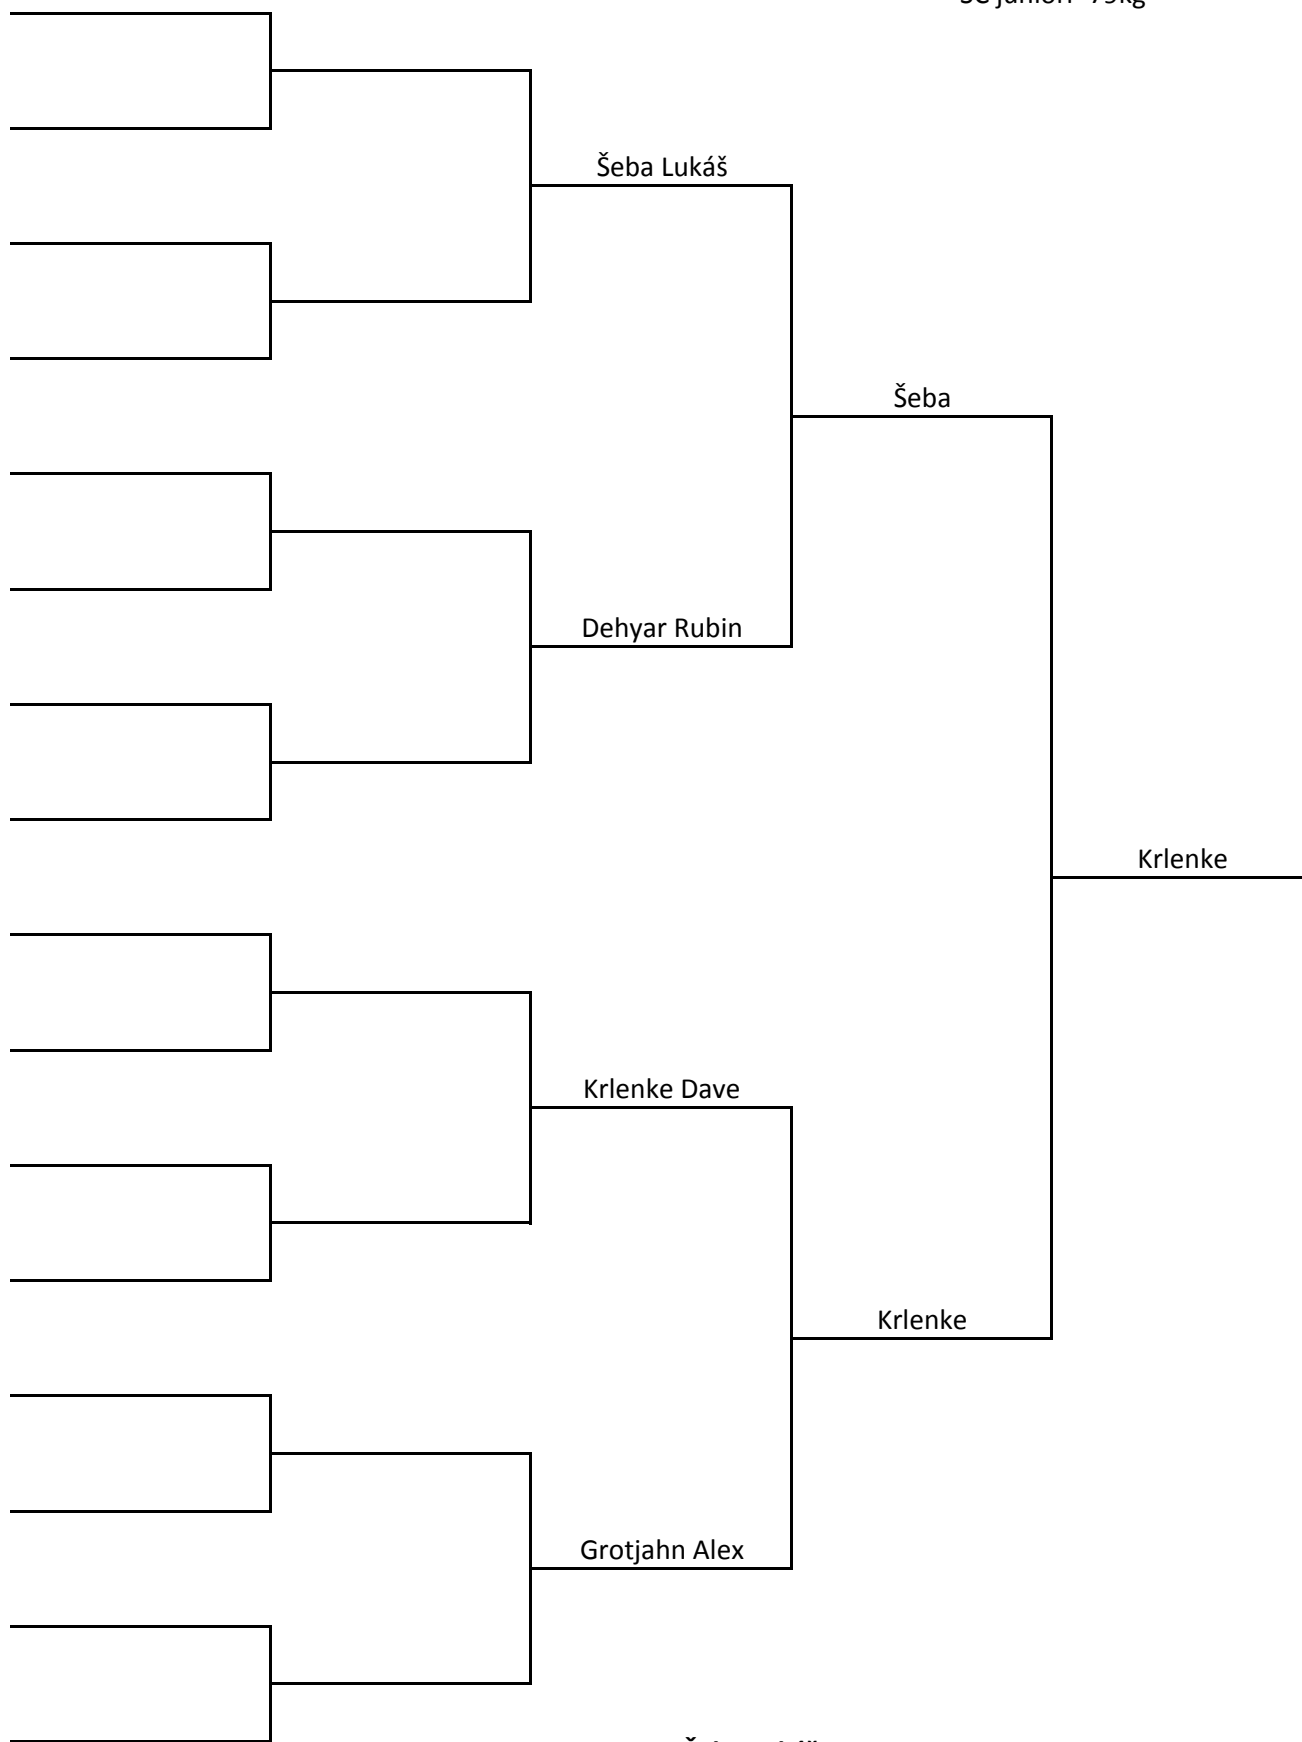 Šeba Lukáš
Šeba
Dehyar Rubin
Krlenke
Krlenke Dave
Krlenke
Grotjahn Alex